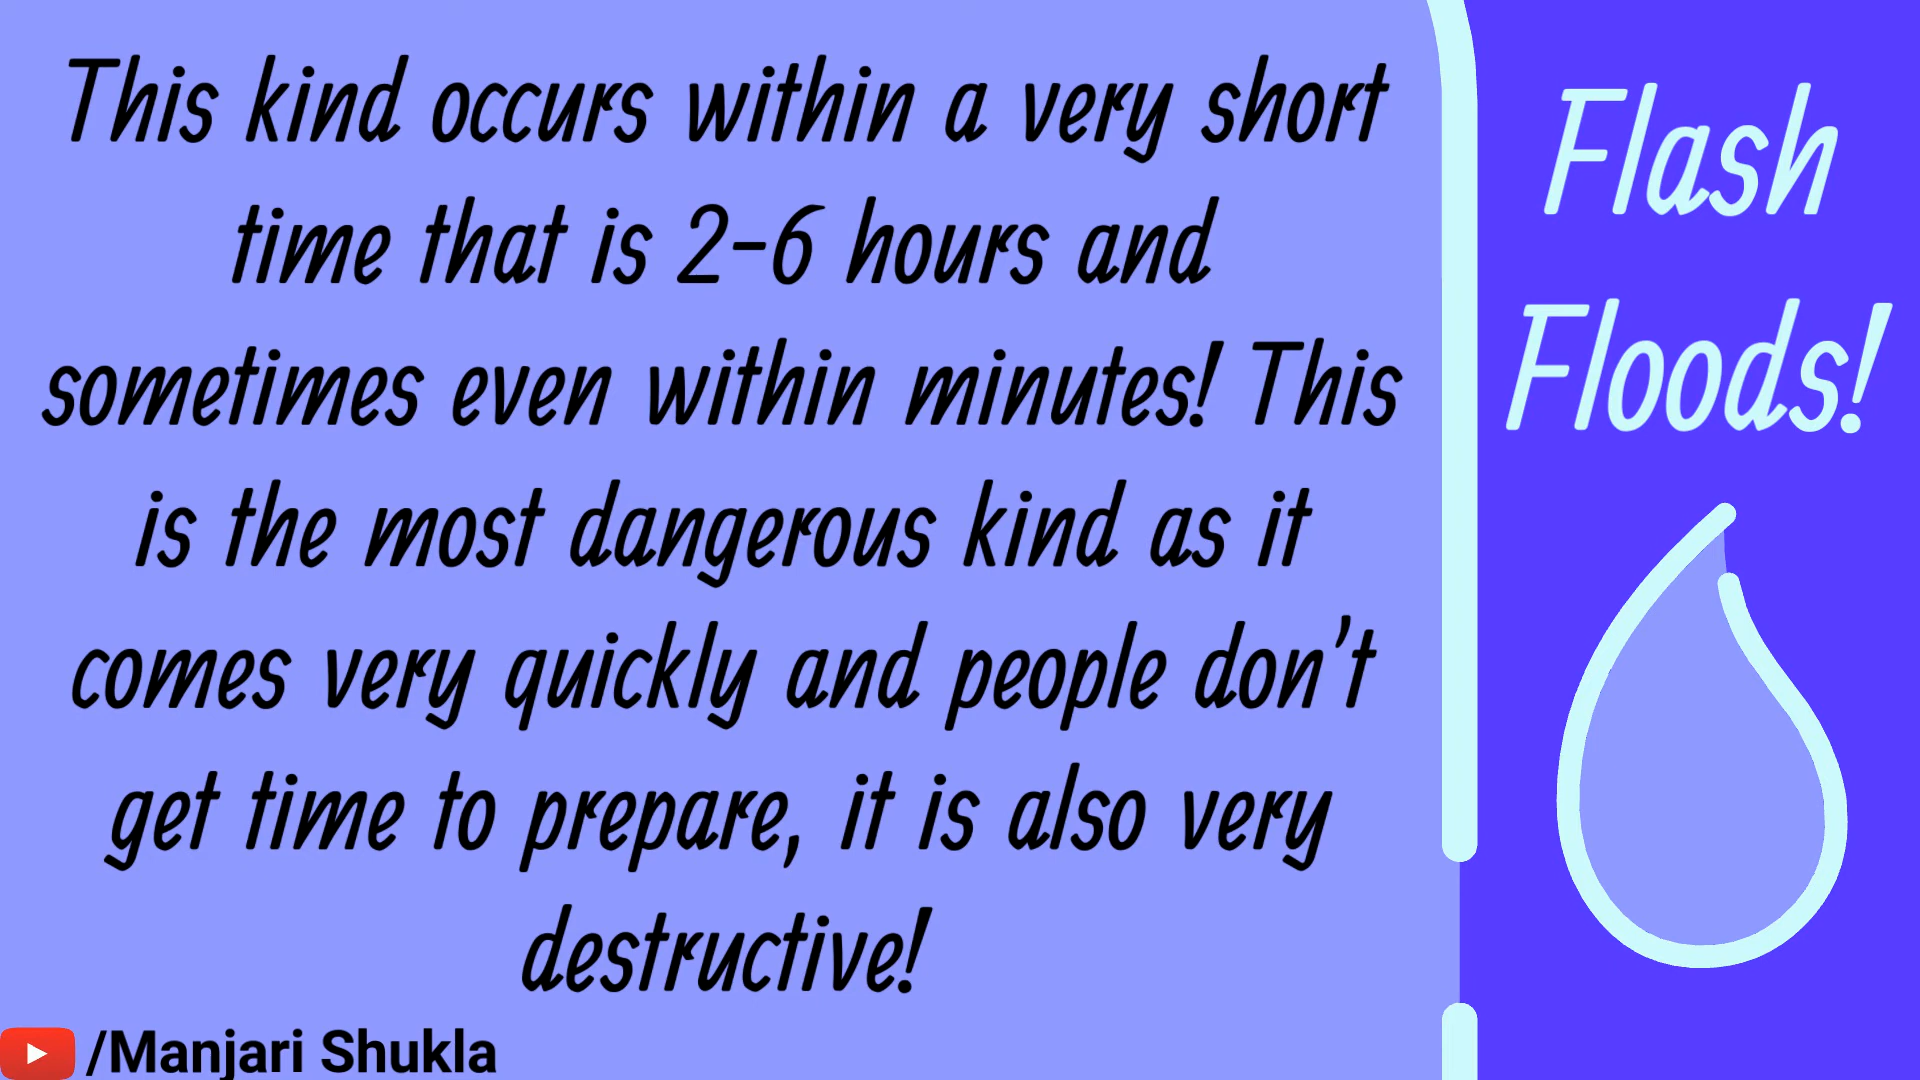 This kind occurs within a very short
time that is 2-6 hours and
sometimes even within minutes! This
is the most dangerous kind as it
comes very quickly and people don't
get time to prepare, it is also very
destructive!
Flash
Floods!
/Manjari Shukla